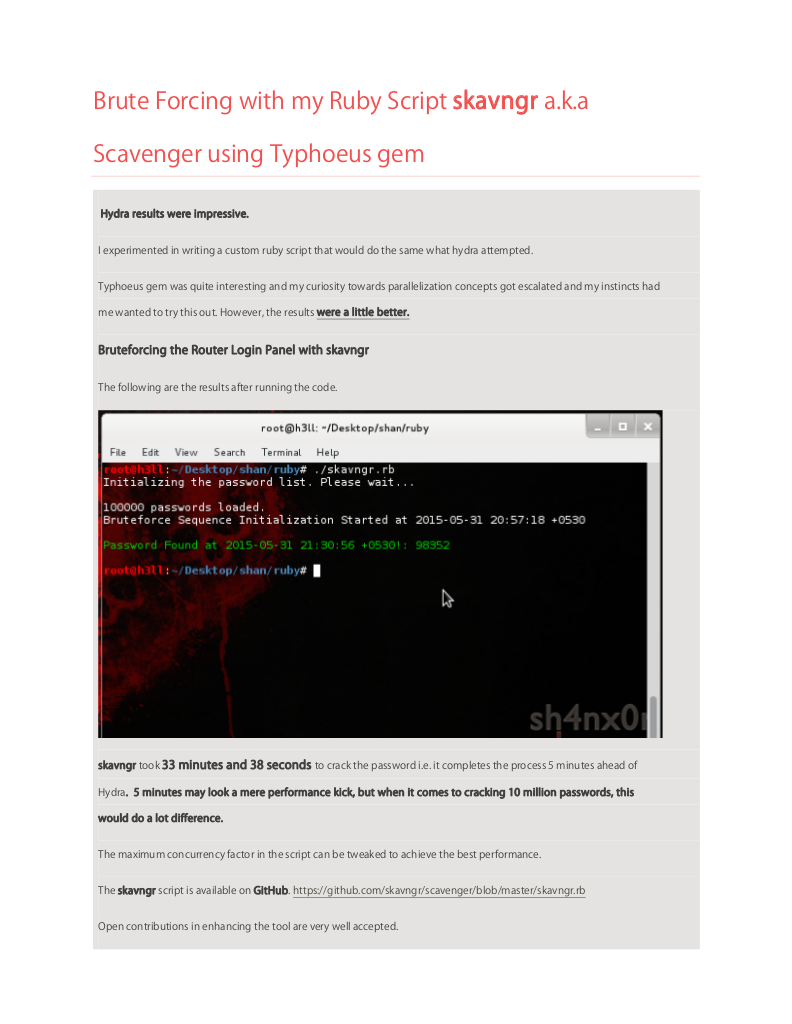 Brute Forcing with my Ruby Script skavngr a.k.a
Scavenger using Typhoeus gem
Hydra results were impressive.
I experimented in writing a custom ruby script that would do the same what hydra attempted.
Typhoeus gem was quite interesting and my curiosity towards parallelization concepts got escalated and my instincts had
me wanted to try this out. However, the results were a little better.
Bruteforcing the Router Login Panel with skavngr
The following are the results after running the code.
root@h3ll: ~/Desktop/shan/ruby
File Edit View Search Terminal Help
root@h3ll:~/Desktop/shan/ruby# ./skavngr.rb
Initializing the password list. Please wait...
100000 passwords loaded.
Bruteforce Sequence Initialization Started at 2015-05-31 20:57:18 +0530
Password Found at 2015-05-31 21:30:56 +0530!: 98352
root@h3ll:~/Desktop/shan/ruby#
sh4nx0r
skavngr took 33 minutes and 38 seconds to crack the password i.e. it completes the process 5 minutes ahead of
Hydra. 5 minutes may look a mere performance kick, but when it comes to cracking 10 million passwords, this
would do a lot difference.
The maximum concurrency factor in the script can be tweaked to achieve the best performance.
The skavngr script is available on GitHub. https://github.com/skavngr/scavenger/blob/master/skavngr.rb
Open contributions in enhancing the tool are very well accepted.